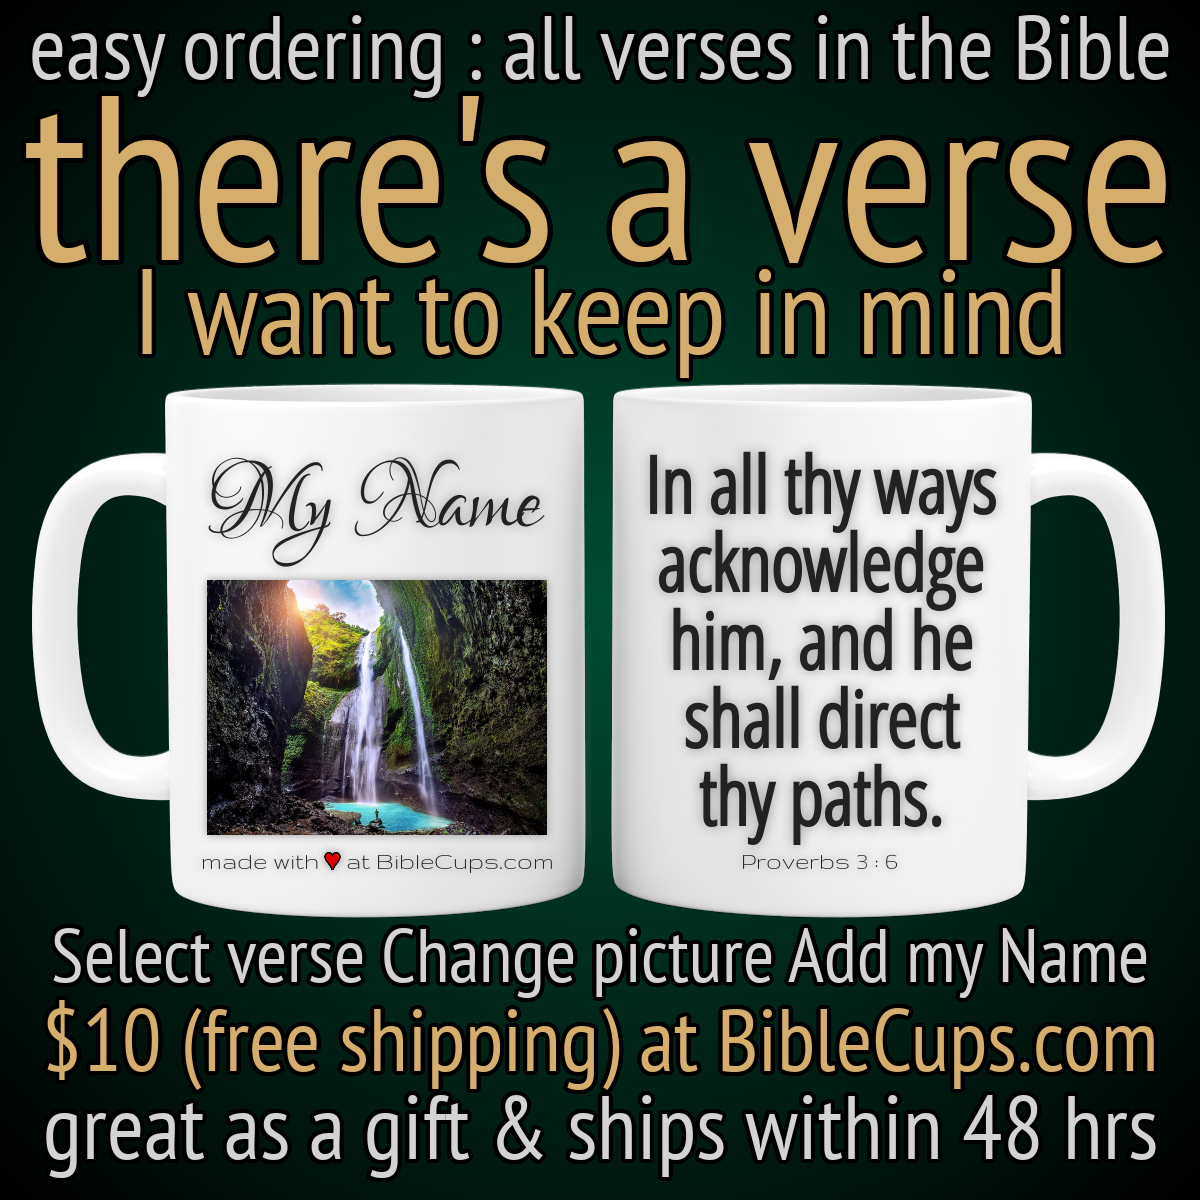 easy ordering : all verses in the Bible
there's a verse
I want to keep in mind
My Name
made with ❤ at BibleCups.com
In all thy ways
acknowledge
him, and he
shall direct
thy paths.
Proverbs 3 : 6
Select verse Change picture Add my Name
$10 (free shipping) at BibleCups.com
great as a gift & ships within 48 hrs